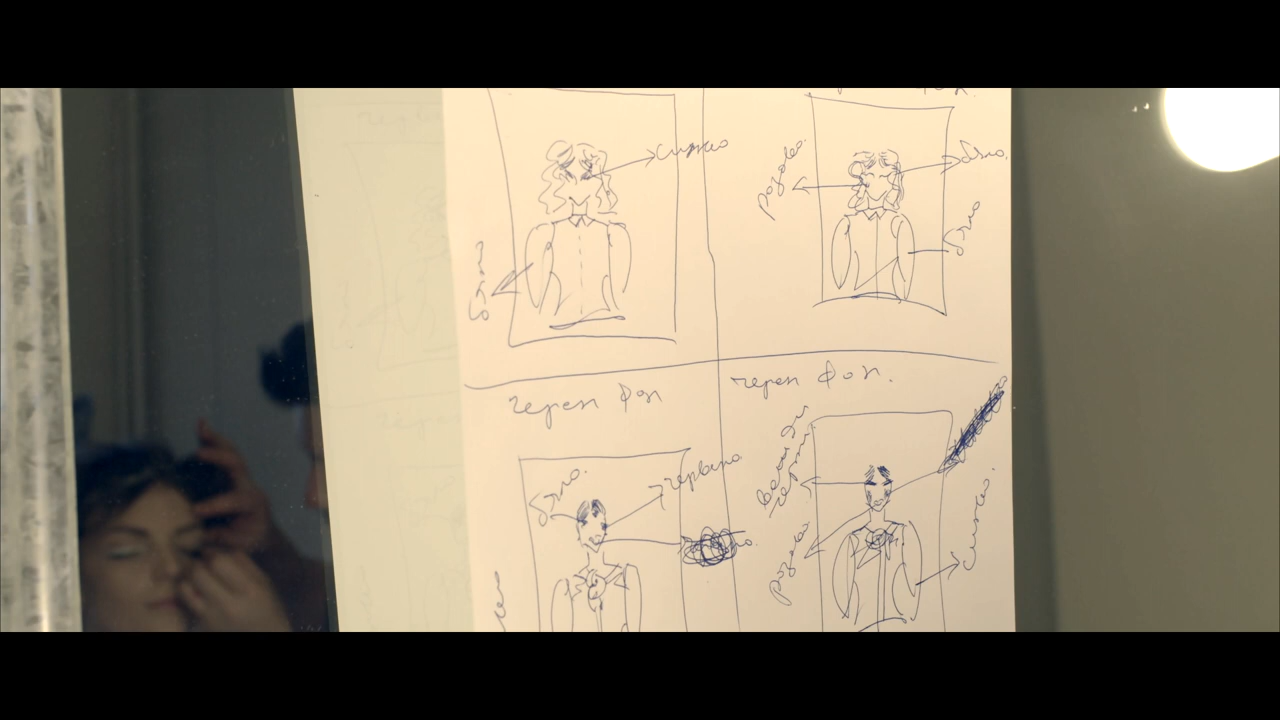 синьо
розово
бяло.
бяло
бяло
черен фон
черен фон.
бяло.
червено
розово
синьо